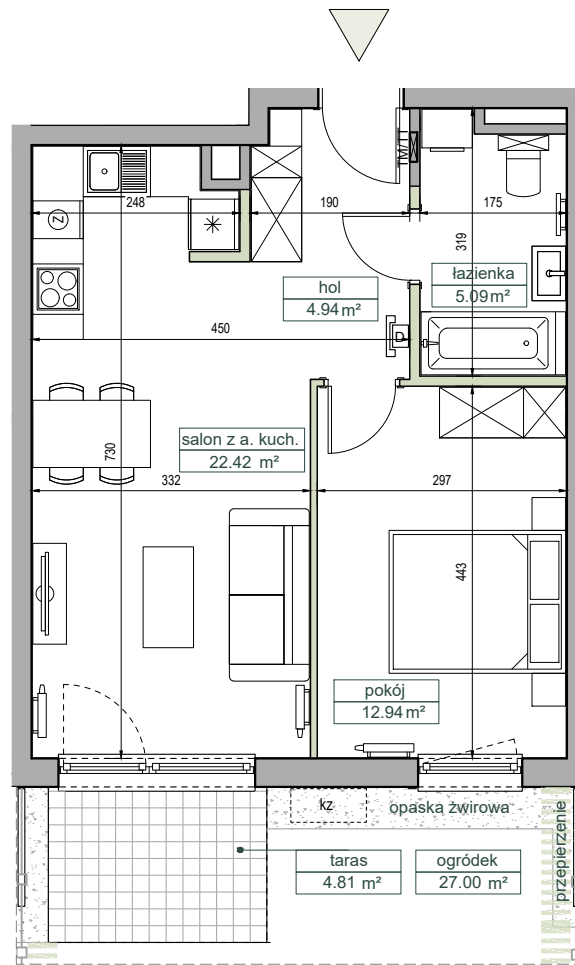 248
190
175
Z
M/T
319
hol
4.94 m²
łazienka
5.09 m²
450
D
salon z a. kuch.
22.42 m²
730
332
297
443
pokój
12.94 m²
kz
opaska żwirowa
przepierzenie
taras
4.81 m²
ogródek
27.00 m²